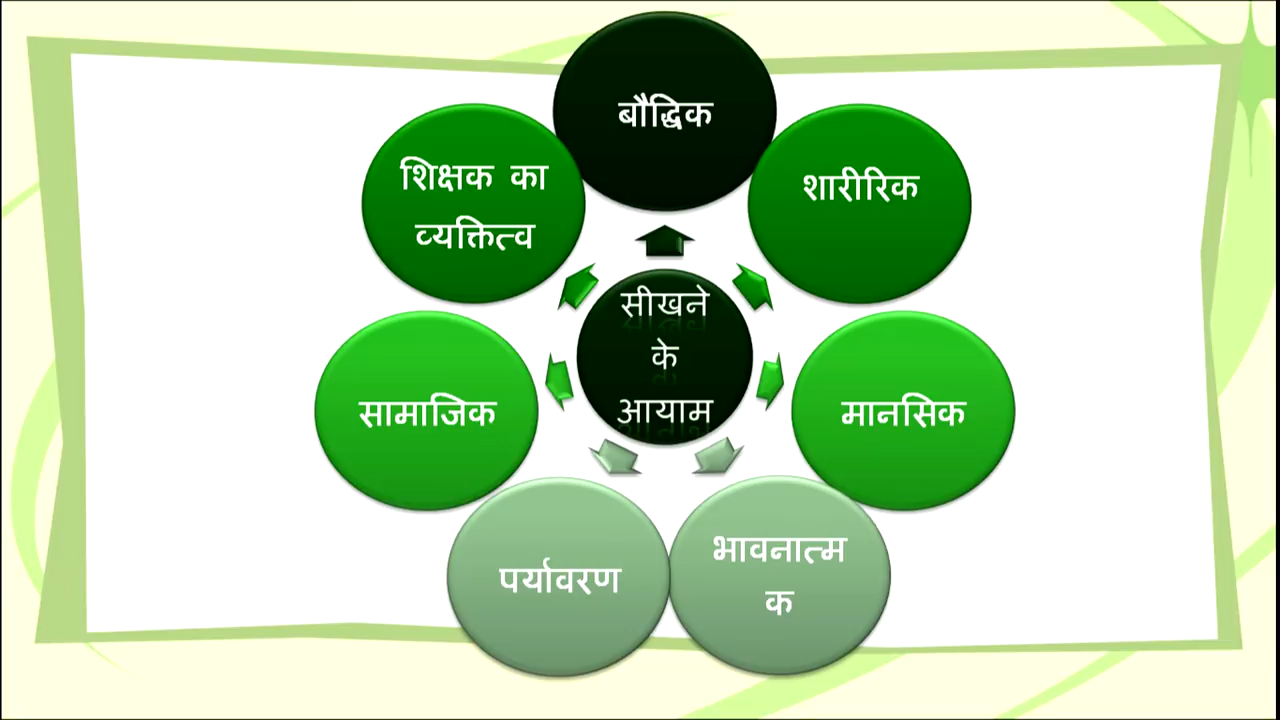 बौद्धिक
शिक्षक का
व्यक्तित्व
शारीरिक
सीखने
के
आयाम
सामाजिक
मानसिक
पर्यावरण
भावनात्म
क